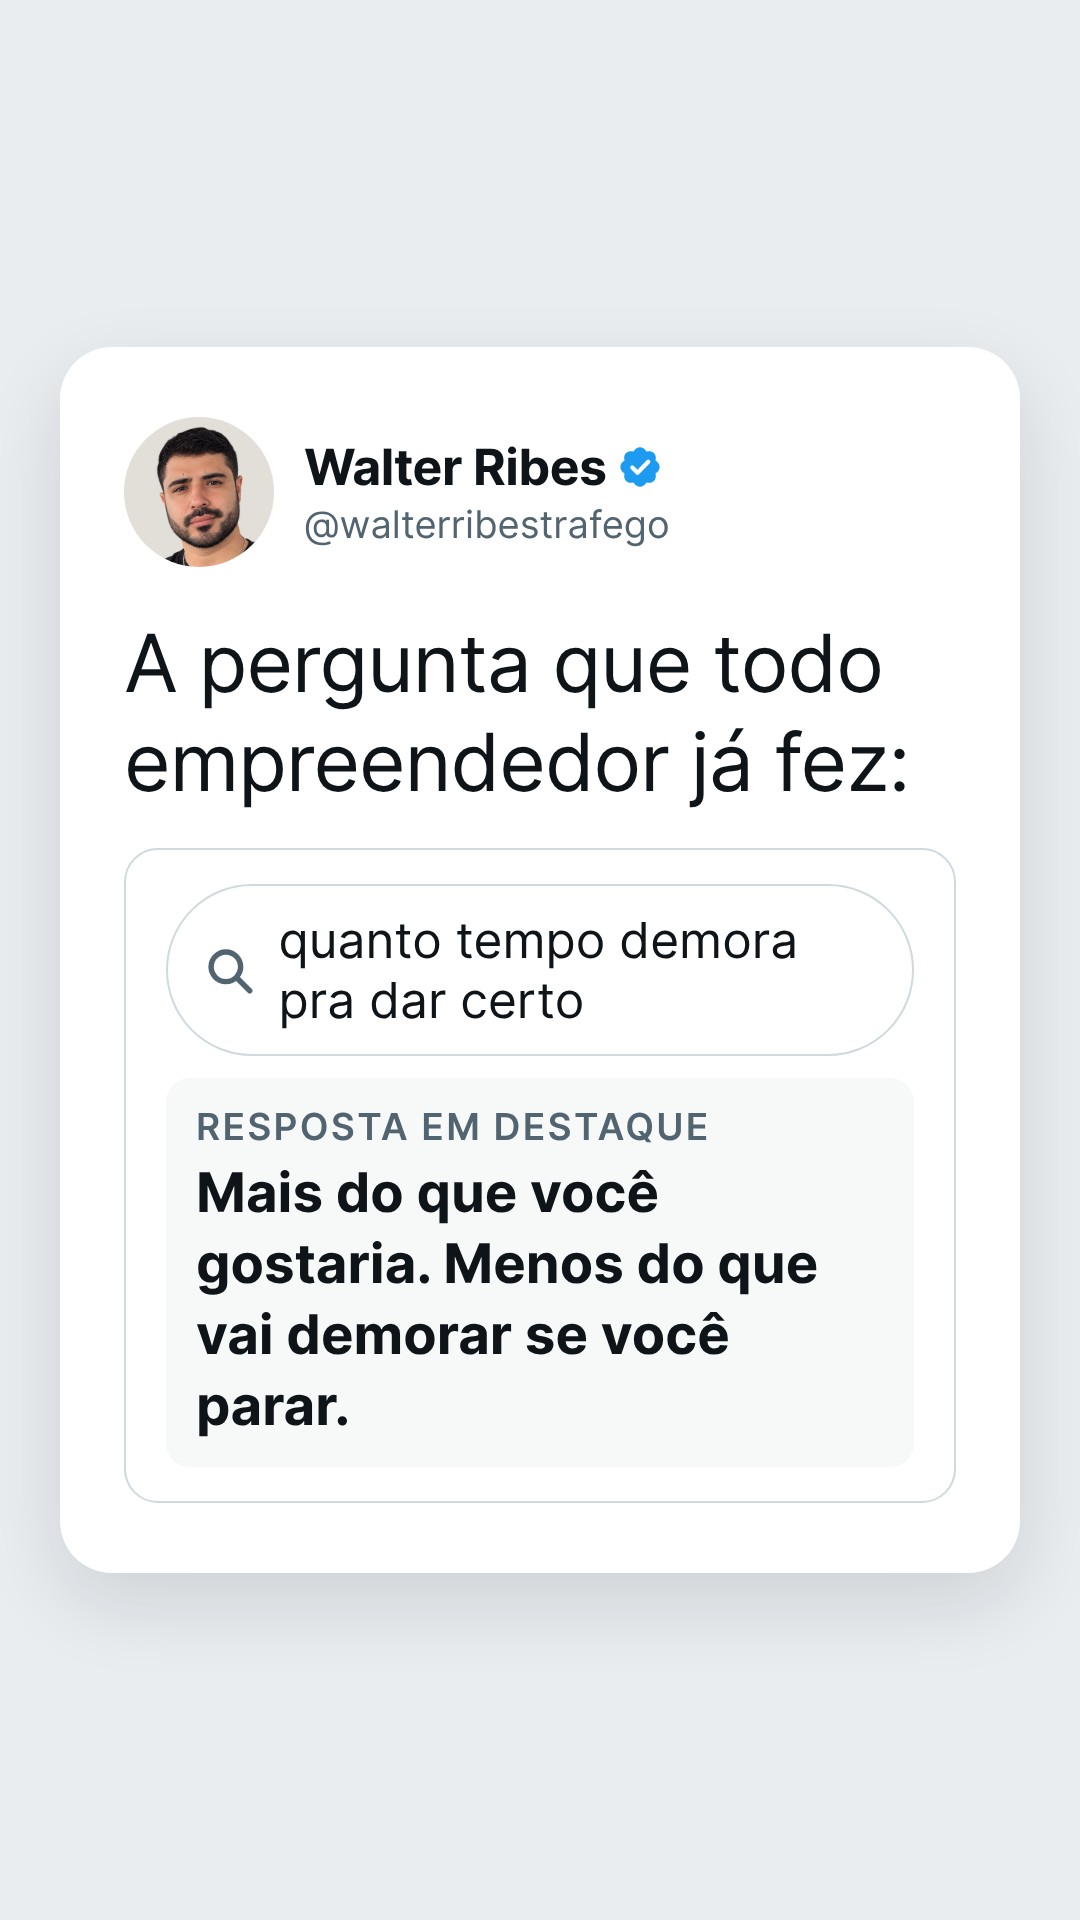 Walter Ribes
@walterribestrafego
A pergunta que todo
empreendedor já fez:
quanto tempo demora
pra dar certo
RESPOSTA EM DESTAQUE
Mais do que você
gostaria. Menos do que
vai demorar se você
parar.